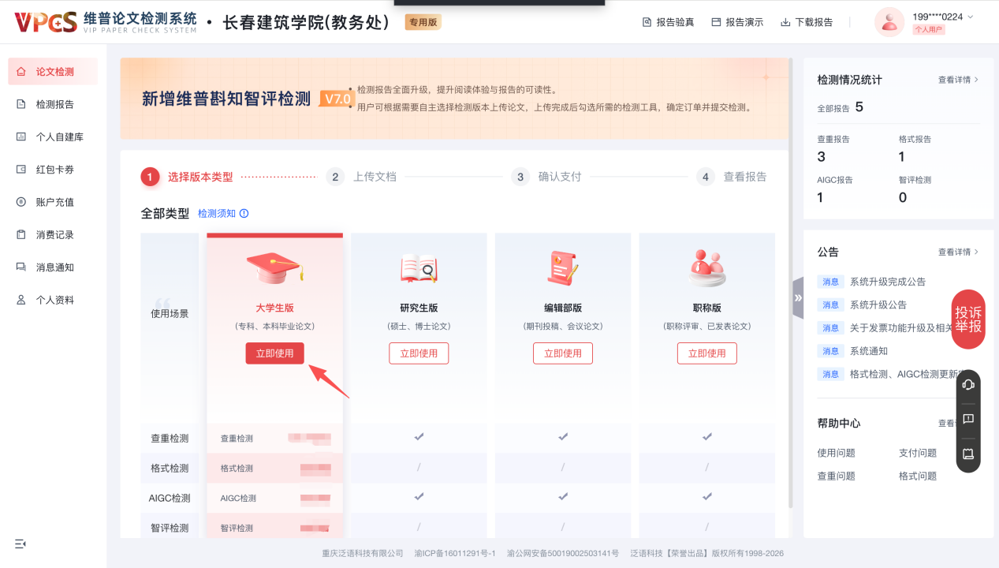 VPCS 维普论文检测系统 • 长春建筑学院(教务处) 专用版
VIP PAPER CHECK SYSTEM
报告验真
报告演示
下载报告
199****0224
个人用户
论文检测
检测报告
个人自建库
红包卡券
账户充值
消费记录
消息通知
个人资料
新增维普斟知智评检测 V7.0
• 检测报告全面升级，提升阅读体验与报告的可读性。
• 用户可根据需要自主选择检测版本上传论文，上传完成后勾选所需的检测工具，确定订单并提交检测。
1 选择版本类型
2 上传文档
3 确认支付
4 查看报告
全部类型 检测须知
使用场景
大学生版
(专科、本科毕业论文)
立即使用
研究生版
(硕士、博士论文)
立即使用
编辑部版
(期刊投稿、会议论文)
立即使用
职称版
(职称评审、已发表论文)
立即使用
查重检测 查重检测
格式检测 格式检测 / / /
AIGC检测 AIGC检测
智评检测 智评检测 / / /
检测情况统计 查看详情
全部报告 5
查重报告 格式报告
3 1
AIGC报告 智评检测
1 0
公告 查看详情
消息 系统升级完成公告
消息 系统升级公告
消息 关于发票功能升级及相关
消息 系统通知
消息 格式检测、AIGC检测更新
投诉
举报
帮助中心 查看
使用问题 支付问题
查重问题 格式问题
重庆泛语科技有限公司 渝ICP备16011291号-1 渝公网安备50019002503141号 泛语科技【荣誉出品】版权所有1998-2026